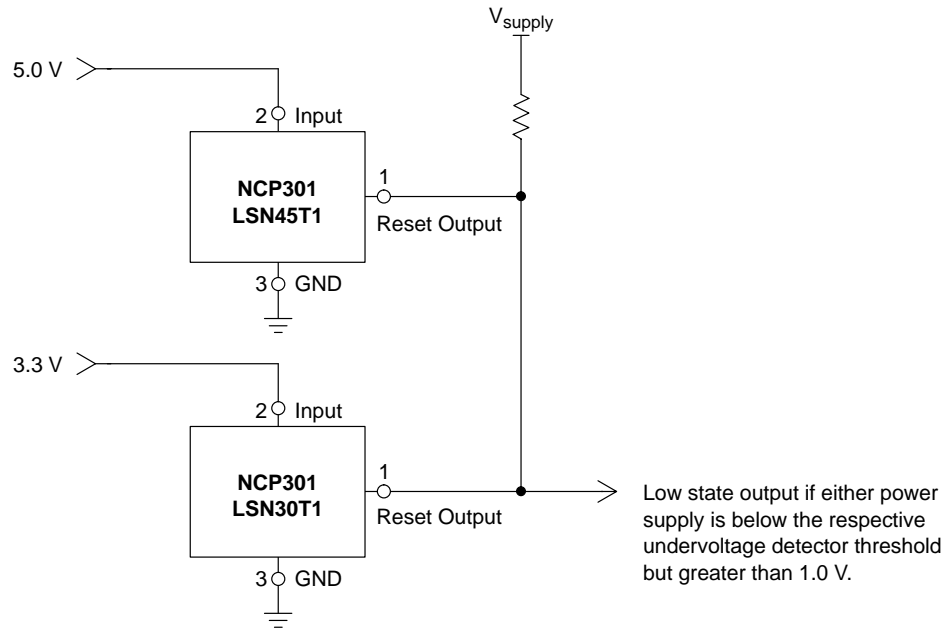 Vsupply
5.0 V
2 Input
NCP301
LSN45T1
1
Reset Output
3 GND
3.3 V
2 Input
NCP301
LSN30T1
1
Reset Output
3 GND
Low state output if either power
supply is below the respective
undervoltage detector threshold
but greater than 1.0 V.